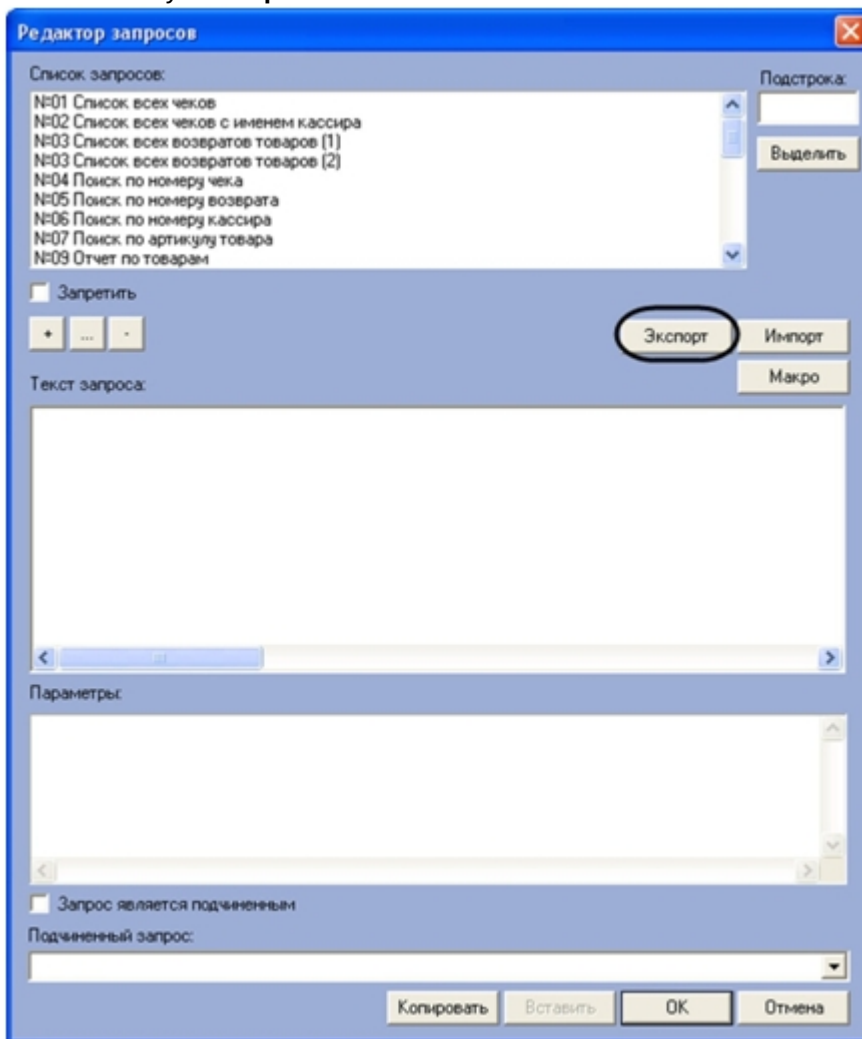 Редактор запросов
Список запросов:
Подстрока:
№01 Список всех чеков
№02 Список всех чеков с именем кассира
№03 Список всех возвратов товаров (1)
№03 Список всех возвратов товаров (2)
№04 Поиск по номеру чека
№05 Поиск по номеру возврата
№06 Поиск по номеру кассира
№07 Поиск по артикулу товара
№09 Отчет по товарам
Выделить
Запретить
+ ... -
Экспорт
Импорт
Макро
Текст запроса:
Параметры:
Запрос является подчиненным
Подчиненный запрос:
Копировать
Вставить
OK
Отмена